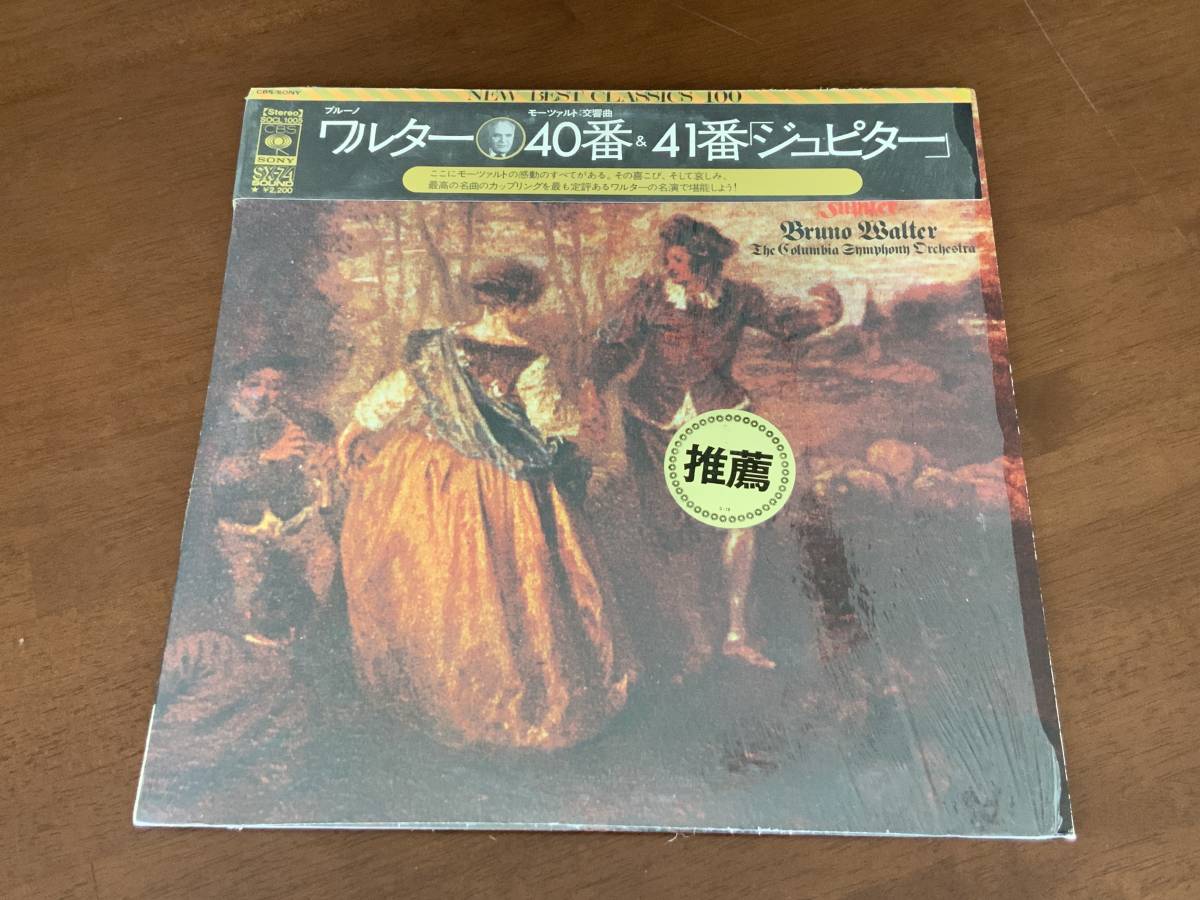 CBS/SONY
NEW BEST CLASSICS 100
【Stereo】
SOCL 1005
CBS
SONY
SX-74
SOUND
★ ¥2,200
ブルーノ
ワルター
モーツァルト:交響曲
40番&41番「ジュピター」
ここにモーツァルトの感動のすべてがある。その喜こび、そして哀しみ、
最高の名曲のカップリングを最も定評あるワルターの名演で堪能しよう!
Jupiter
Bruno Walter
The Columbia Symphony Orchestra
推薦